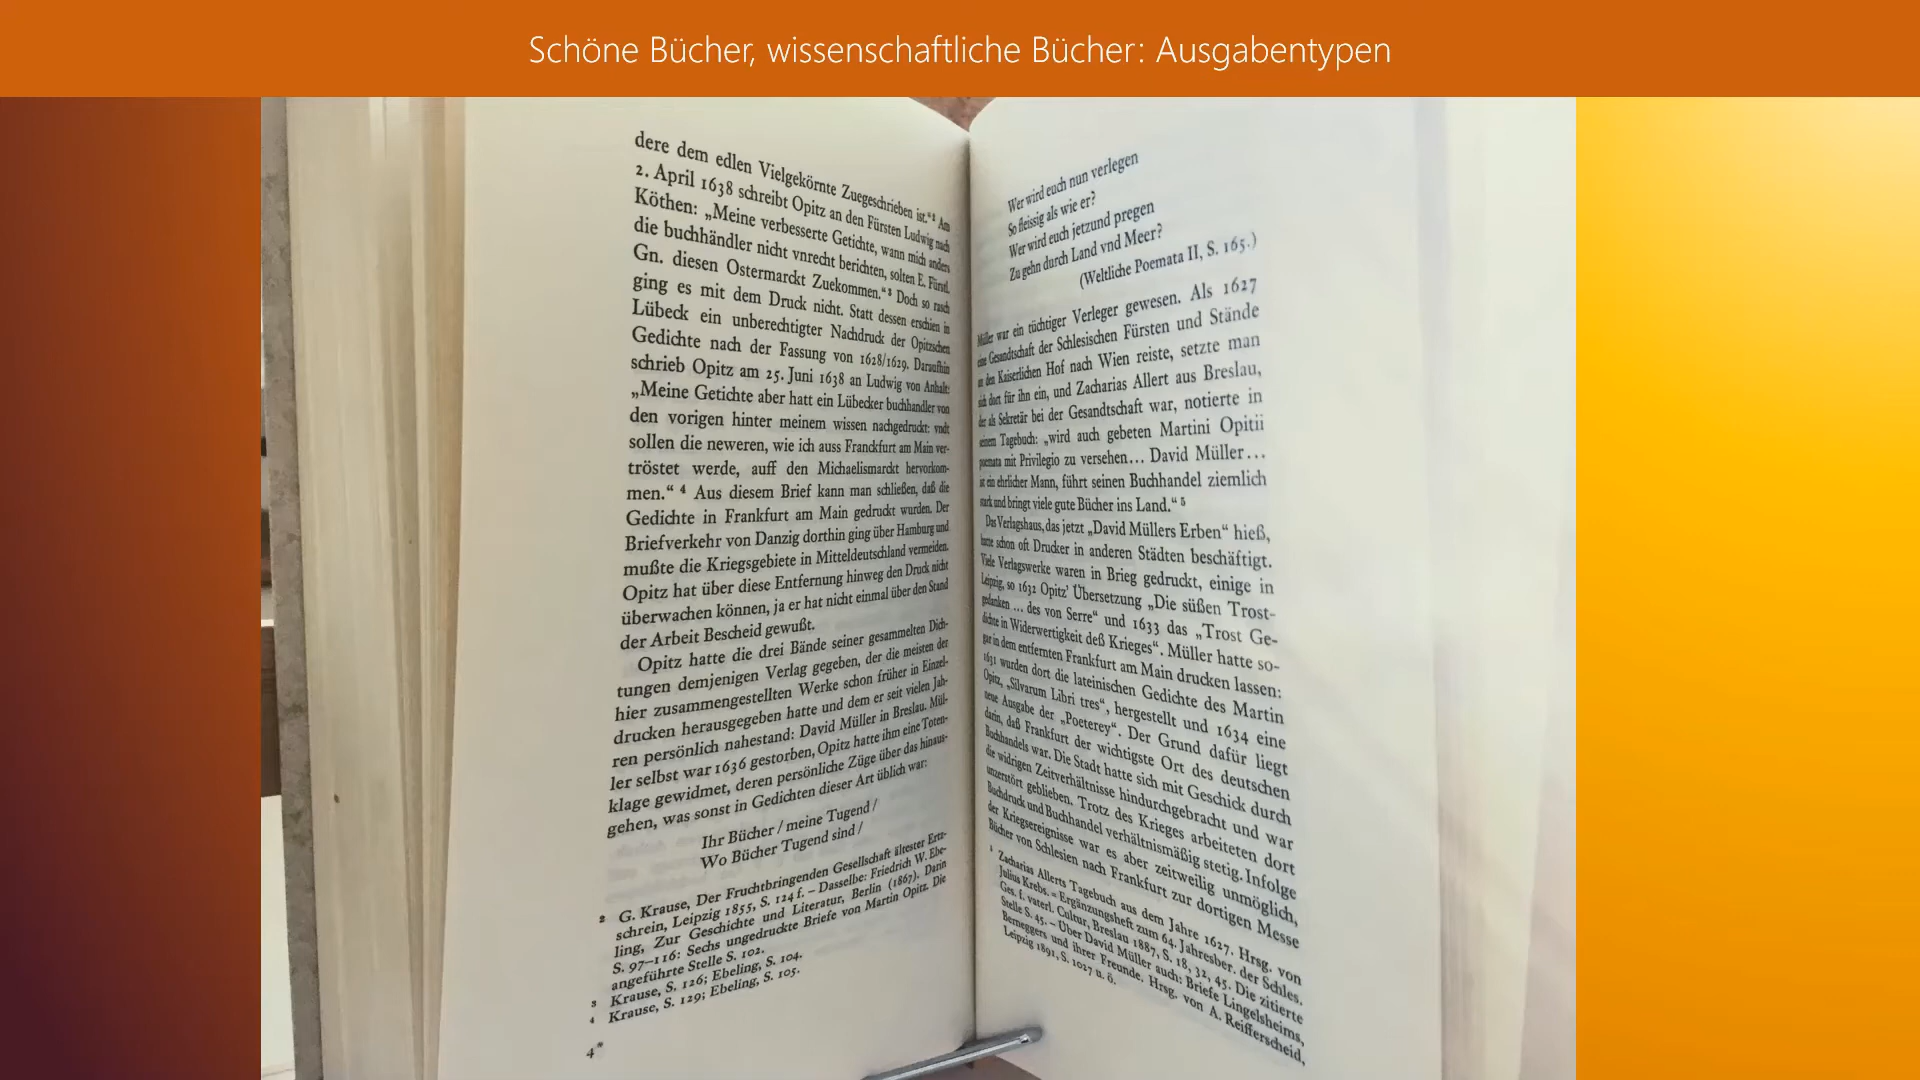 Schöne Bücher, wissenschaftliche Bücher: Ausgabentypen
dere dem edlen Vielgekörnte Zuegeschrieben ist.“² Am
2. April 1638 schreibt Opitz an den Fürsten Ludwig nach
Köthen: „Meine verbesserte Getichte, wann mich anders
die buchhändler nicht vnrecht berichten, solten E. Fürstl.
Gn. diesen Ostermarckt Zuekommen.“³ Doch so rasch
ging es mit dem Druck nicht. Statt dessen erschien in
Lübeck ein unberechtigter Nachdruck der Opitzschen
Gedichte nach der Fassung von 1628/1629. Daraufhin
schrieb Opitz am 25. Juni 1638 an Ludwig von Anhalt:
„Meine Getichte aber hatt ein Lübecker buchhandler von
den vorigen hinter meinem wissen nachgedruckt: vndt
sollen die neweren, wie ich auss Franckfurt am Main ver-
tröstet werde, auff den Michaelismarckt hervorkom-
men.“ ⁴ Aus diesem Brief kann man schließen, daß die
Gedichte in Frankfurt am Main gedruckt wurden. Der
Briefverkehr von Danzig dorthin ging über Hamburg und
mußte die Kriegsgebiete in Mitteldeutschland vermeiden.
Opitz hat über diese Entfernung hinweg den Druck nicht
überwachen können, ja er hat nicht einmal über den Stand
der Arbeit Bescheid gewußt.
Opitz hatte die drei Bände seiner gesammelten Dich-
tungen demjenigen Verlag gegeben, der die meisten der
hier zusammengestellten Werke schon früher in Einzel-
drucken herausgegeben hatte und dem er seit vielen Jah-
ren persönlich nahestand: David Müller in Breslau. Mül-
ler selbst war 1636 gestorben, Opitz hatte ihm eine Toten-
klage gewidmet, deren persönliche Züge über das hinaus-
gehen, was sonst in Gedichten dieser Art üblich war:
Ihr Bücher / meine Tugend /
Wo Bücher Tugend sind /
² G. Krause, Der Fruchtbringenden Gesellschaft ältester Ertz-
schrein, Leipzig 1855, S. 124 f. – Dasselbe: Friedrich W. Ebe-
ling, Zur Geschichte und Literatur, Berlin (1867). Darin
S. 97–116: Sechs ungedruckte Briefe von Martin Opitz. Die
angeführte Stelle S. 102.
³ Krause, S. 126; Ebeling, S. 104.
⁴ Krause, S. 129; Ebeling, S. 105.
4*
Wer wird euch nun verlegen
So fleissig als wie er?
Wer wird euch jetzund pregen
Zu gehn durch Land vnd Meer?
(Weltliche Poemata II, S. 165.)
Müller war ein tüchtiger Verleger gewesen. Als 1627
eine Gesandtschaft der Schlesischen Fürsten und Stände
an den Kaiserlichen Hof nach Wien reiste, setzte man
sich dort für ihn ein, und Zacharias Allert aus Breslau,
der als Sekretär bei der Gesandtschaft war, notierte in
seinem Tagebuch: „wird auch gebeten Martini Opitii
poemata mit Privilegio zu versehen... David Müller...
ist ein ehrlicher Mann, führt seinen Buchhandel ziemlich
stark und bringt viele gute Bücher ins Land.“ ⁵
Das Verlagshaus, das jetzt „David Müllers Erben“ hieß,
hatte schon oft Drucker in anderen Städten beschäftigt.
Viele Verlagswerke waren in Brieg gedruckt, einige in
Leipzig, so 1632 Opitz' Übersetzung „Die süßen Trost-
gedanken ... des von Serre“ und 1633 das „Trost Ge-
dichte in Widerwertigkeit deß Krieges“. Müller hatte so-
gar in dem entfernten Frankfurt am Main drucken lassen:
1631 wurden dort die lateinischen Gedichte des Martin
Opitz, „Silvarum Libri tres“, hergestellt und 1634 eine
neue Ausgabe der „Poeterey“. Der Grund dafür liegt
darin, daß Frankfurt der wichtigste Ort des deutschen
Buchhandels war. Die Stadt hatte sich mit Geschick durch
die widrigen Zeitverhältnisse hindurchgebracht und war
unzerstört geblieben. Trotz des Krieges arbeiteten dort
Buchdruck und Buchhandel verhältnismäßig stetig. Infolge
der Kriegsereignisse war es aber zeitweilig unmöglich,
Bücher von Schlesien nach Frankfurt zur dortigen Messe
⁵ Zacharias Allerts Tagebuch aus dem Jahre 1627. Hrsg. von
Julius Krebs. = Ergänzungsheft zum 64. Jahresber. der Schles.
Ges. f. vaterl. Cultur, Breslau 1887, S. 18, 32, 45. Die zitierte
Stelle S. 45. – Über David Müller auch: Briefe Lingelsheims,
Berneggers und ihrer Freunde. Hrsg. von A. Reifferscheid,
Leipzig 1891, S. 1027 u. ö.